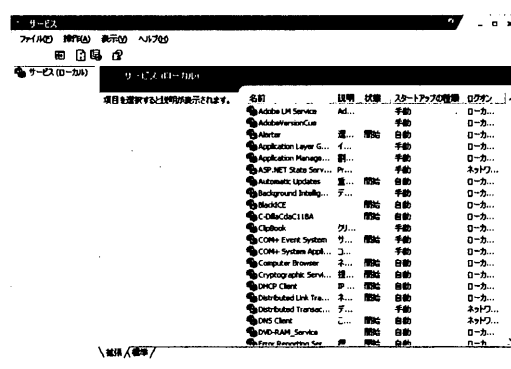 サービス
ファイル(F) 操作(A) 表示(V) ヘルプ(H)
サービス (ローカル)
サービス (ローカル)
項目を選択すると説明が表示されます。
名前 説明 状態 スタートアップの種類 ログオン
Adobe LM Service Ad... 手動 ローカ...
AdobeVersionCue 手動 ローカ...
Alerter 選... 開始 自動 ローカ...
Application Layer G... イ... 手動 ローカ...
Application Manage... 割... 手動 ローカ...
ASP.NET State Serv... Pr... 手動 ネットワ...
Automatic Updates 重... 開始 自動 ローカ...
Background Intellig... デ... 手動 ローカ...
BlackICE 開始 自動 ローカ...
C-DillaCdaC11BA 開始 自動 ローカ...
ClipBook クリ... 手動 ローカ...
COM+ Event System サ... 開始 手動 ローカ...
COM+ System Appli... コ... 手動 ローカ...
Computer Browser ネ... 開始 自動 ローカ...
Cryptographic Servi... 提... 開始 自動 ローカ...
DHCP Client IP ... 開始 自動 ローカ...
Distributed Link Tra... ネ... 開始 自動 ローカ...
Distributed Transac... デ... 手動 ネットワ...
DNS Client こ... 開始 自動 ネットワ...
DVD-RAM_Service 開始 自動 ローカ...
Error Reporting Ser 開始 自動 ローカ
拡張 標準